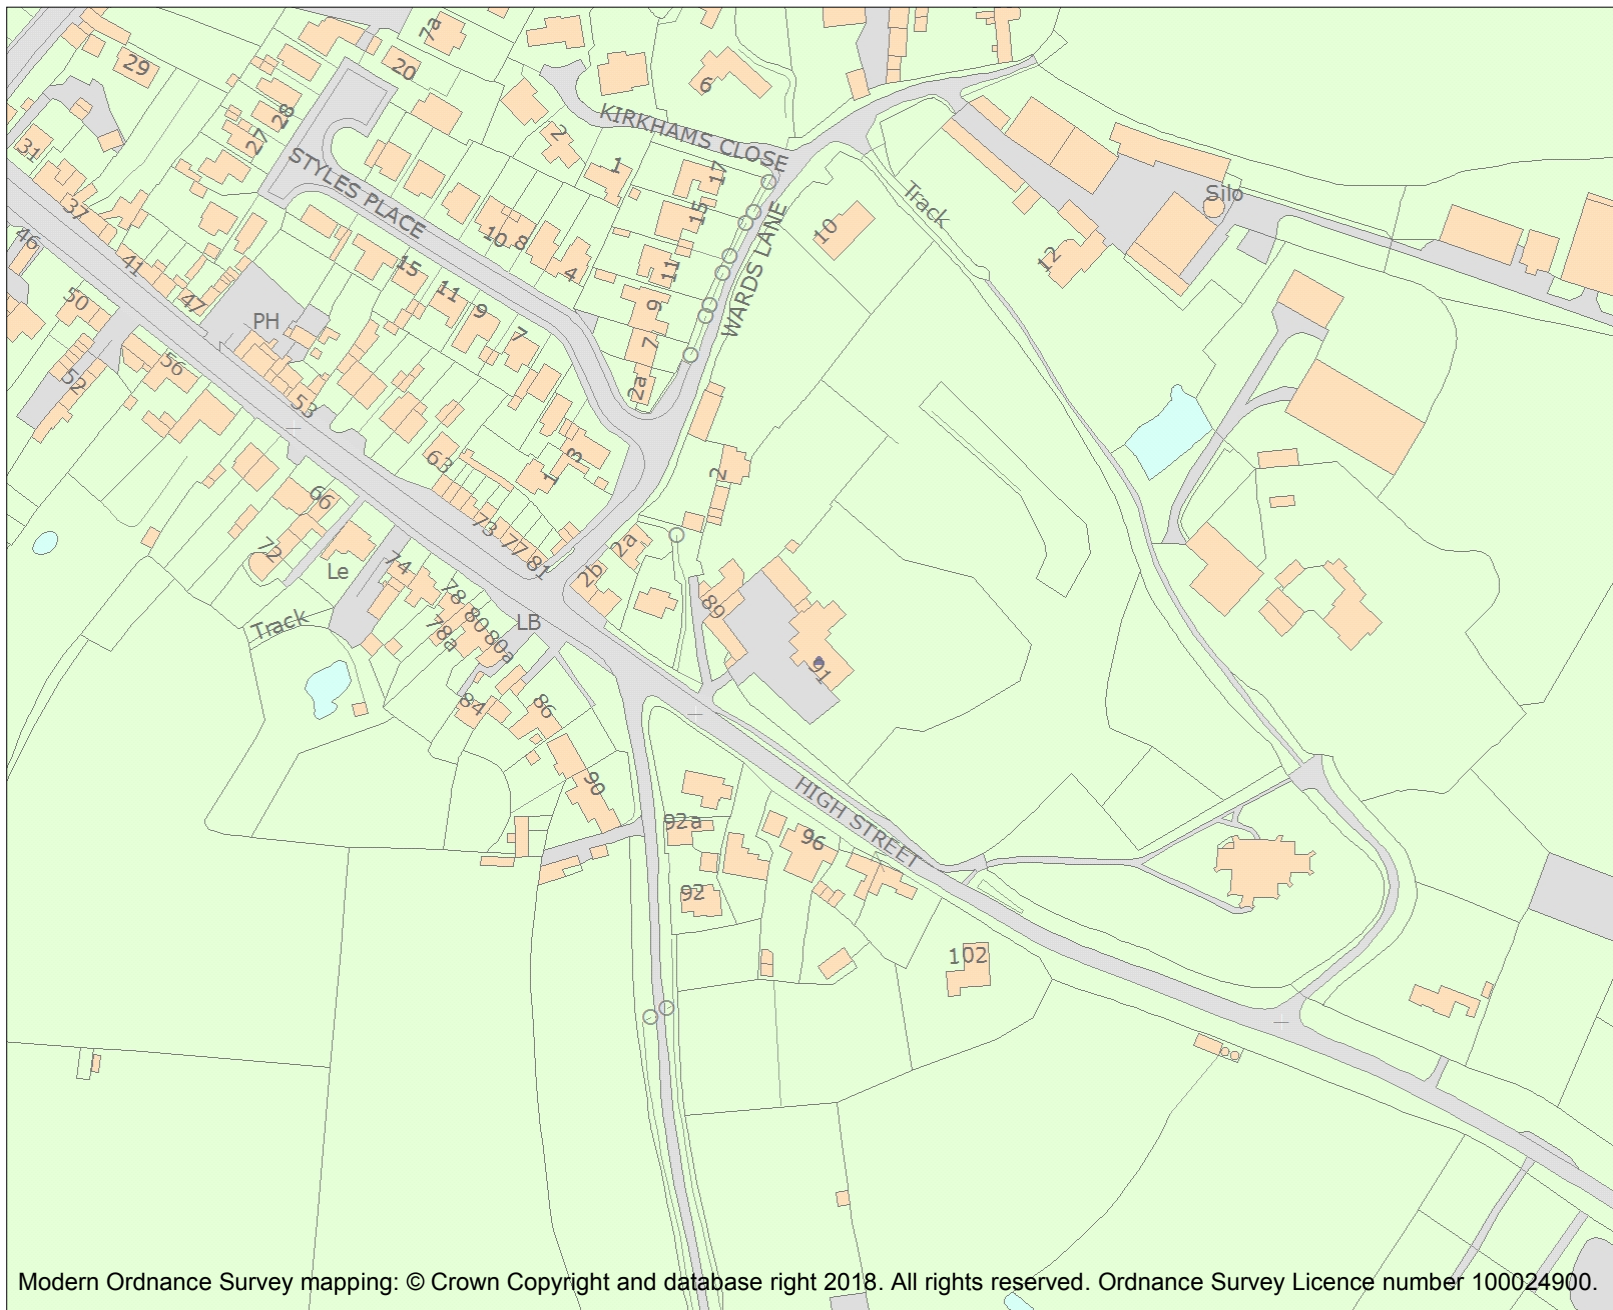 7a
29
20
6
KIRKHAMS CLOSE
28
27
2
31
1
17
STYLES PLACE
Track
Silo
37
15
WARDS LANE
10
46
10
8
12
41
15
4
11
50
47
11
9
9
PH
7
7
56
52
2a
53
63
3
1
2
66
73
77
81
2a
72
Le
74
2b
78
80
89
Track
78a
80a
LB
91
84
86
90
HIGH STREET
92a
96
92
102
Modern Ordnance Survey mapping: © Crown Copyright and database right 2018. All rights reserved. Ordnance Survey Licence number 100024900.